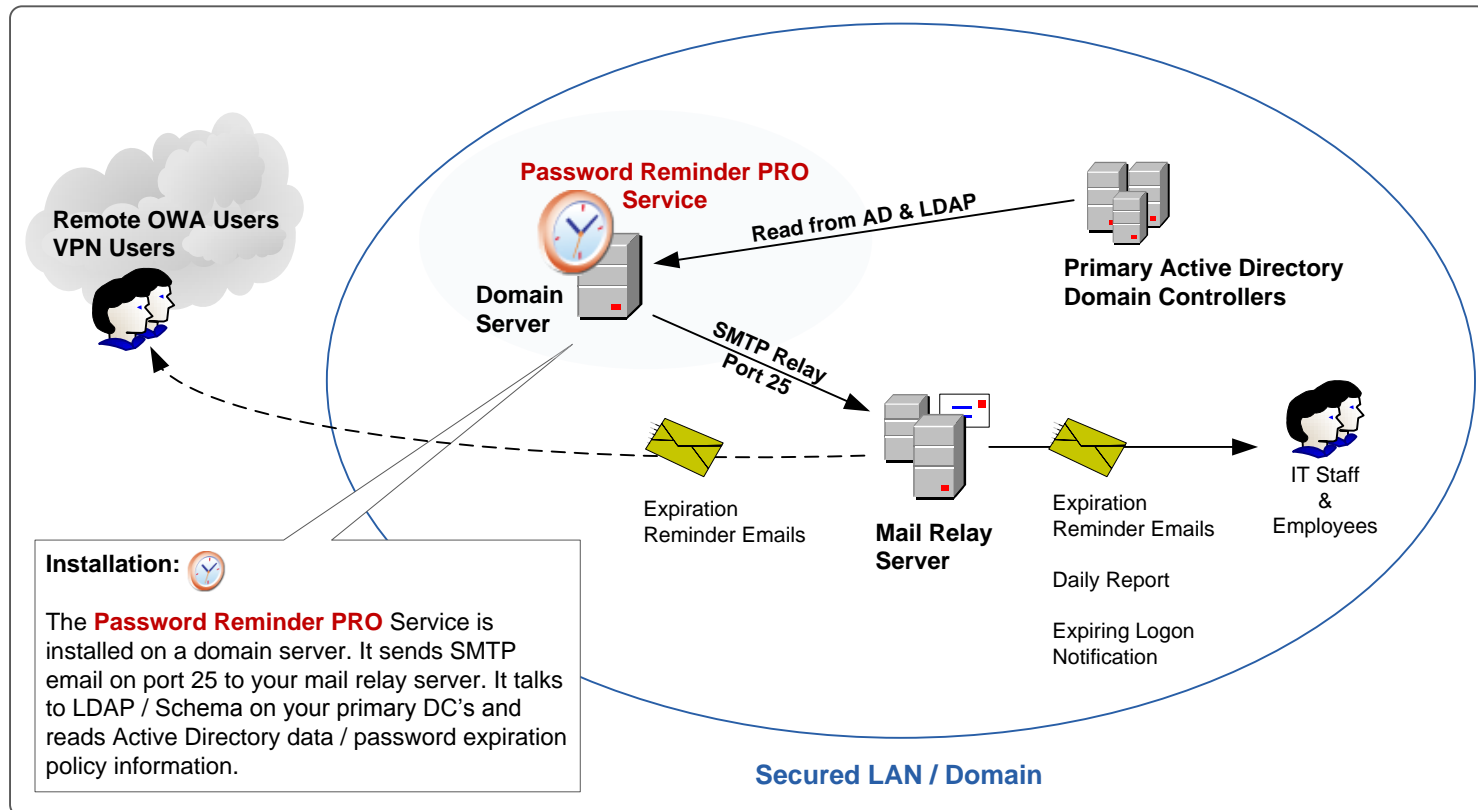 Password Reminder PRO
Service
Remote OWA Users
VPN Users
Read from AD & LDAP
Primary Active Directory
Domain Controllers
Domain
Server
SMTP Relay
Port 25
Expiration
Reminder Emails
Mail Relay
Server
Expiration
Reminder Emails
Daily Report
Expiring Logon
Notification
IT Staff
&
Employees
Installation:
The Password Reminder PRO Service is
installed on a domain server. It sends SMTP
email on port 25 to your mail relay server. It talks
to LDAP / Schema on your primary DC's and
reads Active Directory data / password expiration
policy information.
Secured LAN / Domain